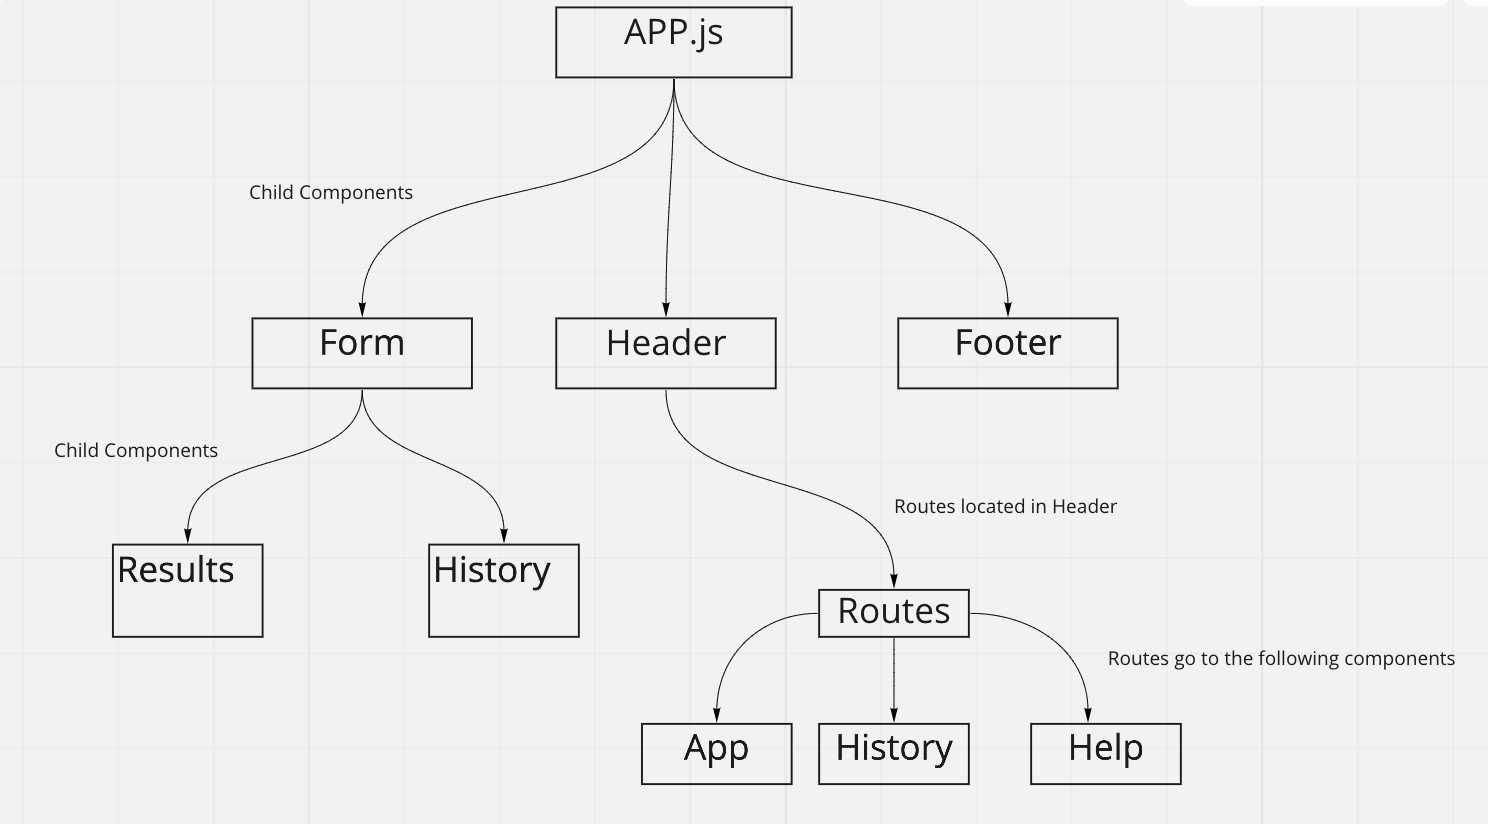 APP.js
Child Components
Form
Header
Footer
Child Components
Routes located in Header
Results
History
Routes
Routes go to the following components
App
History
Help